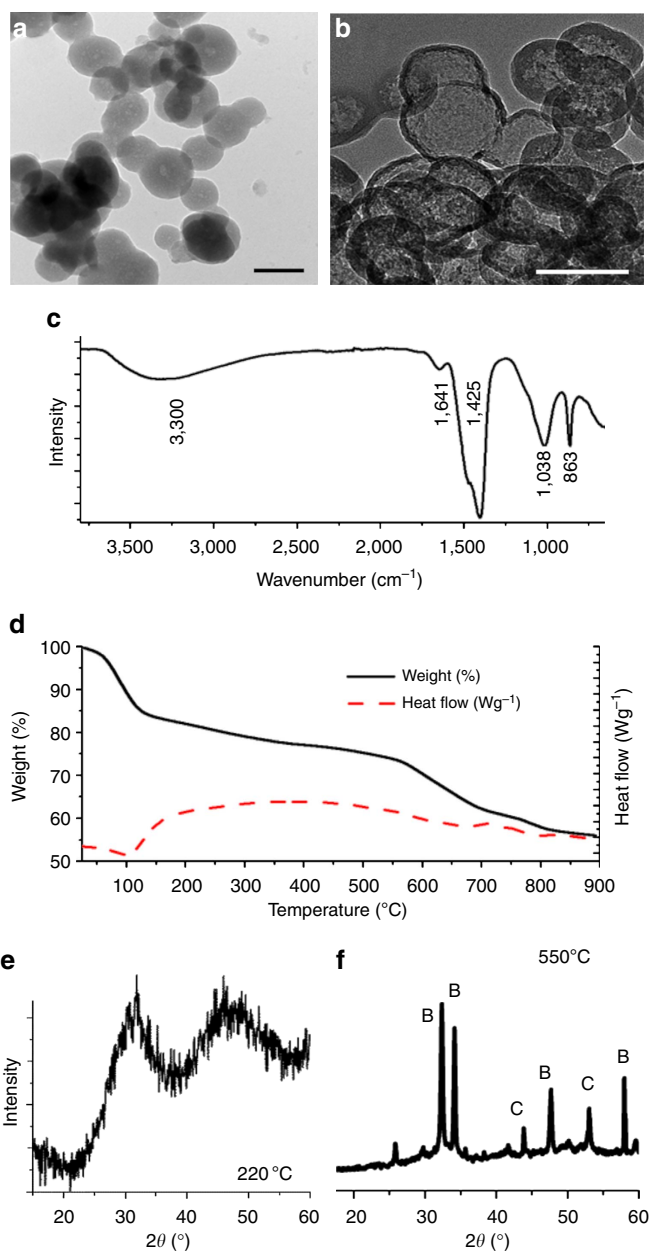 a
b
c
Intensity
3,300
1,641
1,425
1,038
863
3,500
3,000
2,500
2,000
1,500
1,000
Wavenumber (cm⁻¹)
d
100
90
80
70
60
50
Weight (%)
Weight (%)
Heat flow (Wg⁻¹)
Heat flow (Wg⁻¹)
100
200
300
400
500
600
700
800
900
Temperature (°C)
e
Intensity
220 °C
20
30
40
50
60
2θ (°)
f
550°C
B
B
C
B
C
B
20
30
40
50
60
2θ (°)